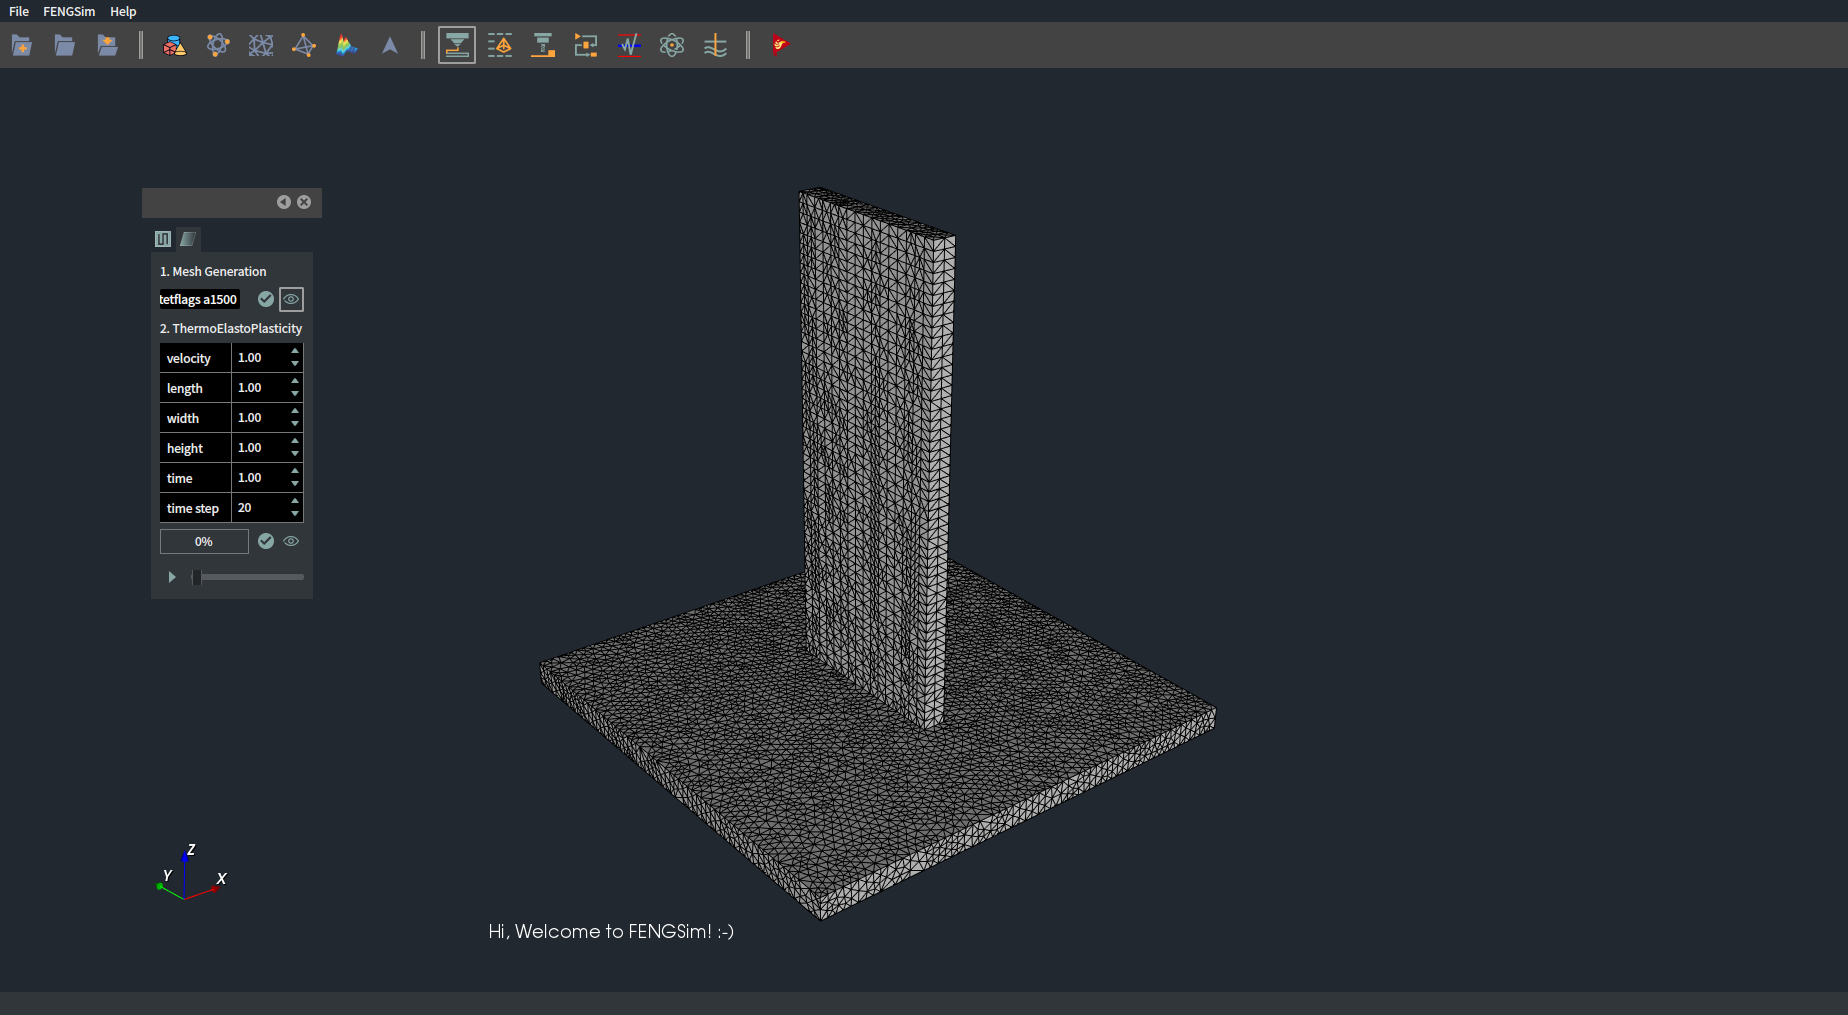 File FENGSim Help
1. Mesh Generation
tetflags a1500
2. ThermoElastoPlasticity
velocity 1.00
length 1.00
width 1.00
height 1.00
time 1.00
time step 20
0%
Z
Y
X
Hi, Welcome to FENGSim! :-)